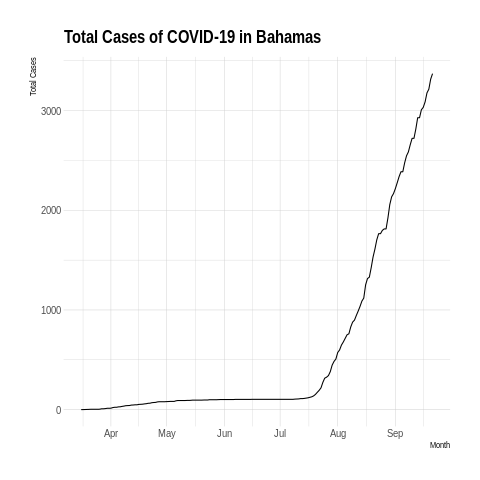 Total Cases of COVID-19 in Bahamas
Total Cases
3000
2000
1000
0
Apr May Jun Jul Aug Sep
Month